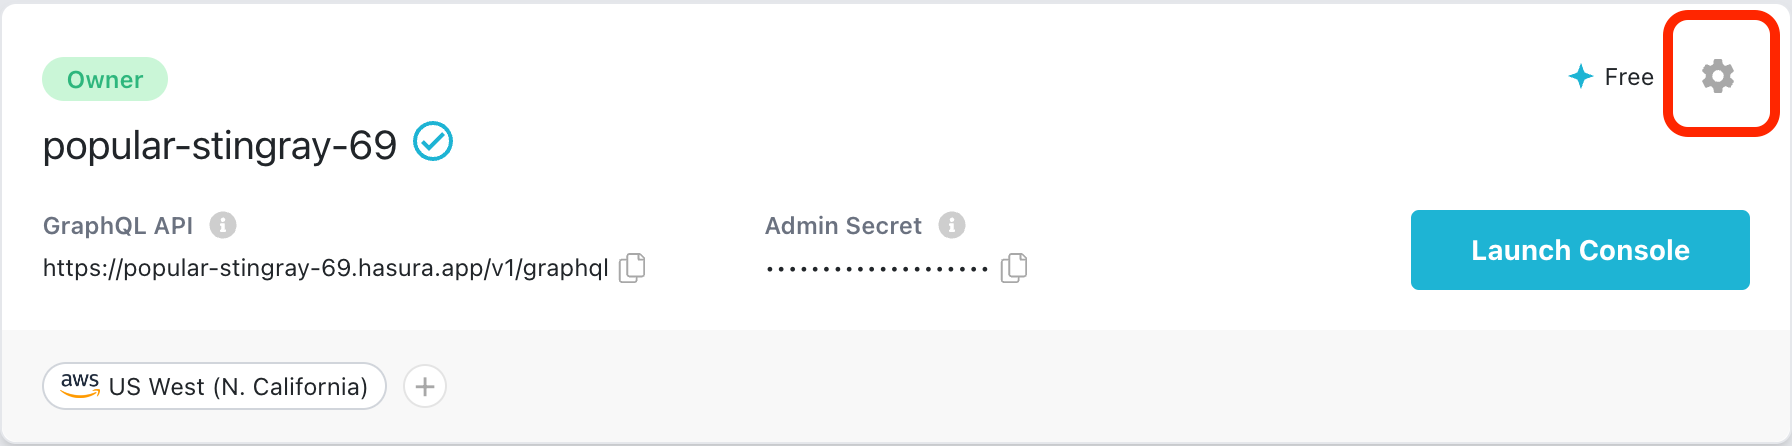 Owner
Free
popular-stingray-69
GraphQL API
https://popular-stingray-69.hasura.app/v1/graphql
Admin Secret
••••••••••••••••••••
Launch Console
aws US West (N. California)